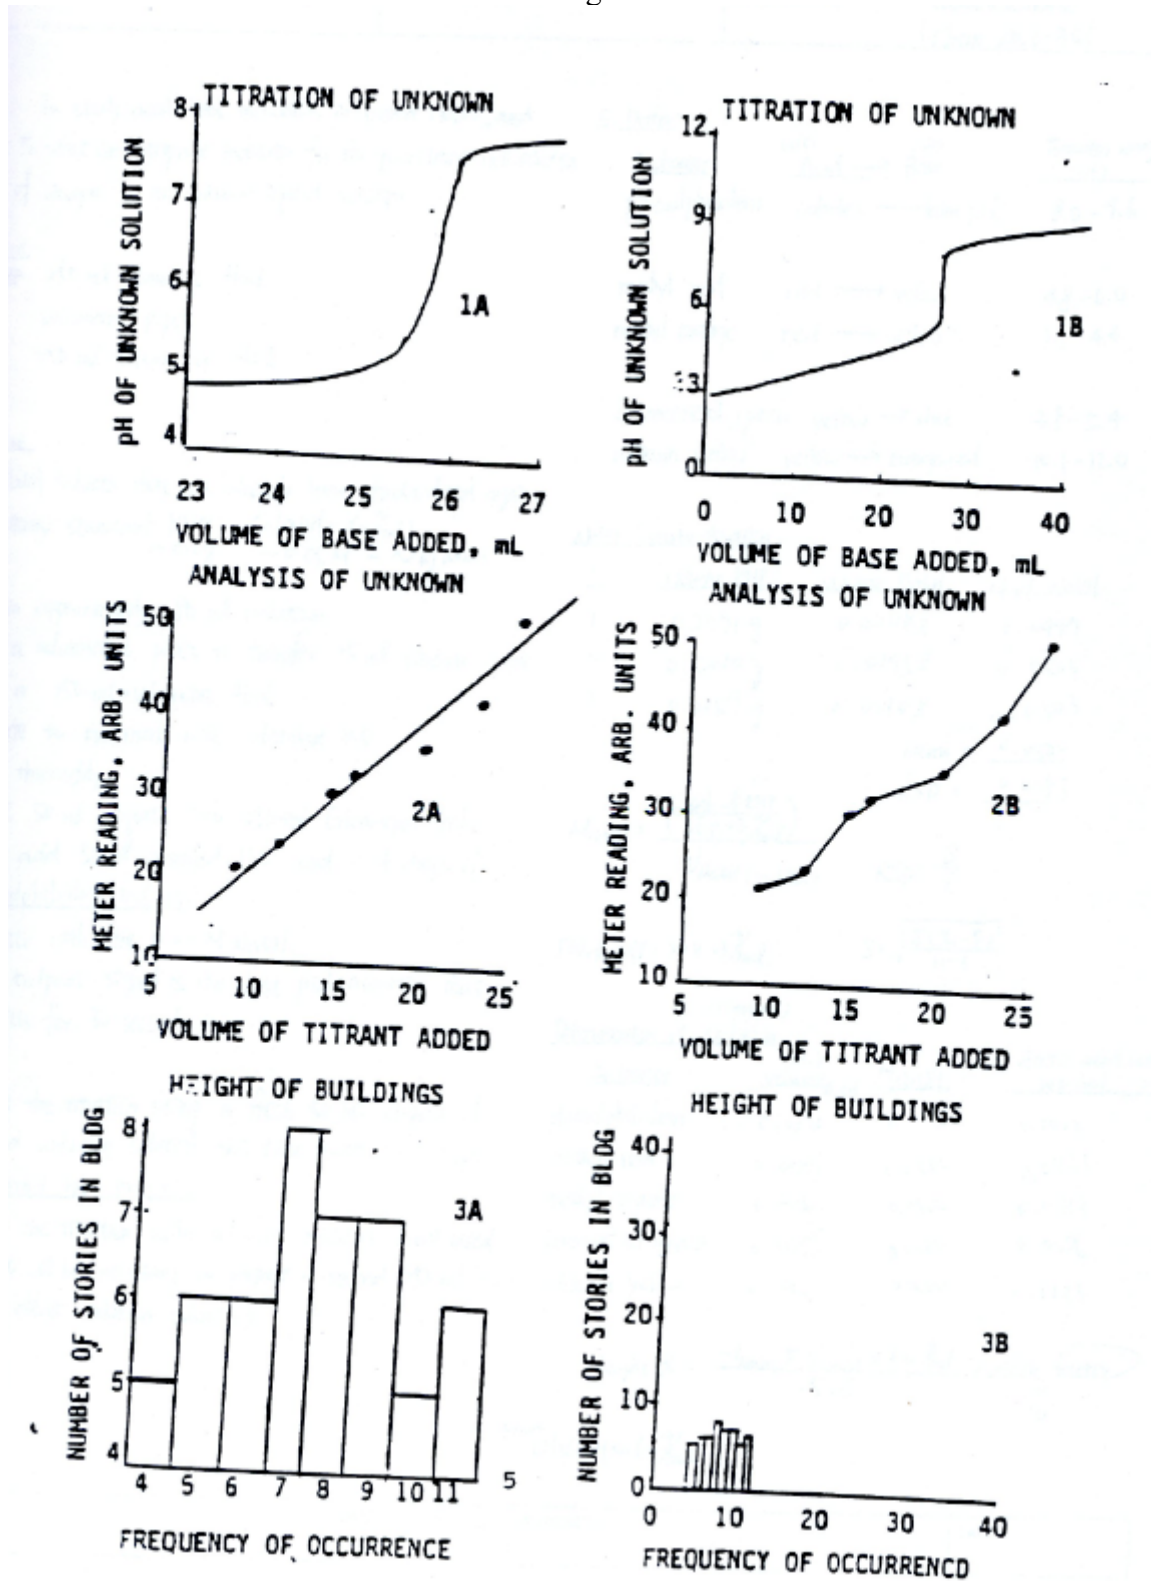 TITRATION OF UNKNOWN
8
7
6
5
4
pH OF UNKNOWN SOLUTION
1A
23 24 25 26 27
VOLUME OF BASE ADDED, mL
TITRATION OF UNKNOWN
12
9
6
3
0
pH OF UNKNOWN SOLUTION
1B
0 10 20 30 40
VOLUME OF BASE ADDED, mL
ANALYSIS OF UNKNOWN
50
40
30
20
10
METER READING, ARB. UNITS
2A
5 10 15 20 25
VOLUME OF TITRANT ADDED
ANALYSIS OF UNKNOWN
50
40
30
20
10
METER READING, ARB. UNITS
2B
5 10 15 20 25
VOLUME OF TITRANT ADDED
HEIGHT OF BUILDINGS
8
7
6
5
4
NUMBER OF STORIES IN BLDG
3A
4 5 6 7 8 9 10 11 5
FREQUENCY OF OCCURRENCE
HEIGHT OF BUILDINGS
40
30
20
10
0
NUMBER OF STORIES IN BLDG
3B
0 10 20 30 40
FREQUENCY OF OCCURRENCD